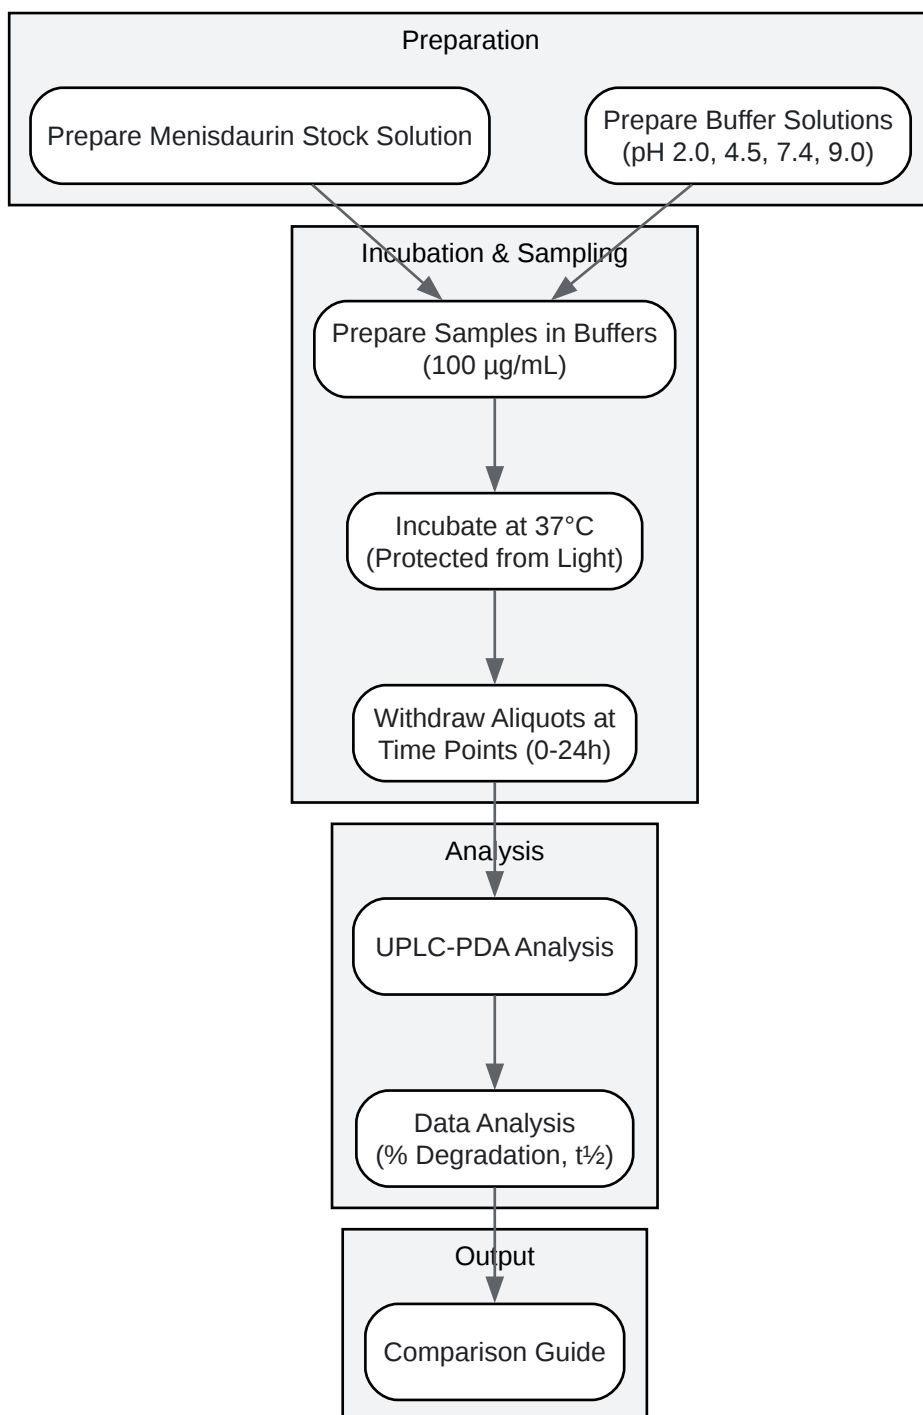 Preparation
Prepare Menisdaurin Stock Solution
Prepare Buffer Solutions
(pH 2.0, 4.5, 7.4, 9.0)
Incubation & Sampling
Prepare Samples in Buffers
(100 µg/mL)
Incubate at 37°C
(Protected from Light)
Withdraw Aliquots at
Time Points (0-24h)
Analysis
UPLC-PDA Analysis
Data Analysis
(% Degradation, t½)
Output
Comparison Guide